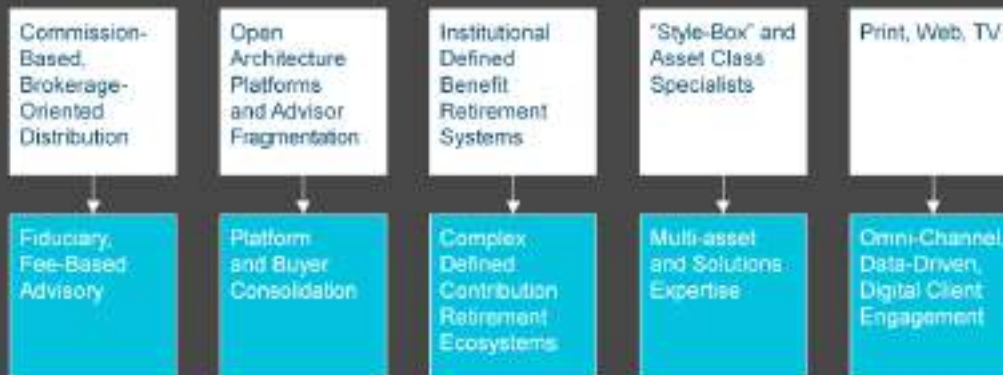 Commission-
Based,
Brokerage-
Oriented
Distribution
Open
Architecture
Platforms
and Advisor
Fragmentation
Institutional
Defined
Benefit
Retirement
Systems
"Style-Box" and
Asset Class
Specialists
Print, Web, TV
Fiduciary,
Fee-Based
Advisory
Platform
and Buyer
Consolidation
Complex
Defined
Contribution
Retirement
Ecosystems
Multi-asset
and Solutions
Expertise
Omni-Channel
Data-Driven,
Digital Client
Engagement